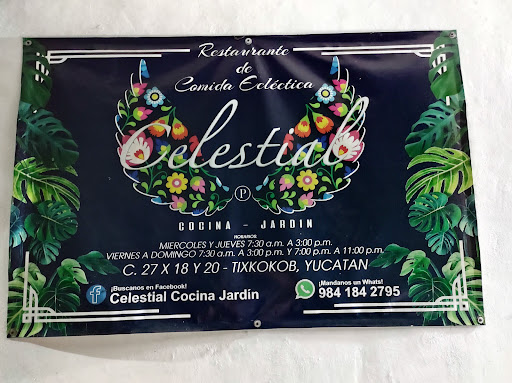 Restaurante
de
Comida Ecléctica
Celestial
P
COCINA - JARDIN
HORARIOS:
MIERCOLES Y JUEVES 7:30 a.m. A 3:00 p.m.
VIERNES A DOMINGO 7:30 a.m. A 3:00 p.m. Y 7:00 p.m. A 11:00 p.m.
C. 27 X 18 Y 20 - TIXKOKOB, YUCATAN
¡Buscanos en Facebook!
Celestial Cocina Jardín
¡Mandanos un Whats!
984 184 2795